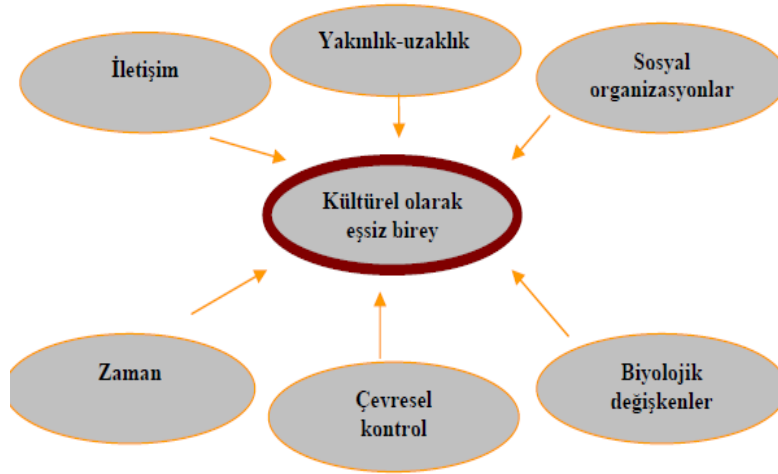 İletişim
Yakınlık-uzaklık
Sosyal
organizasyonlar
Kültürel olarak
eşsiz birey
Zaman
Çevresel
kontrol
Biyolojik
değişkenler